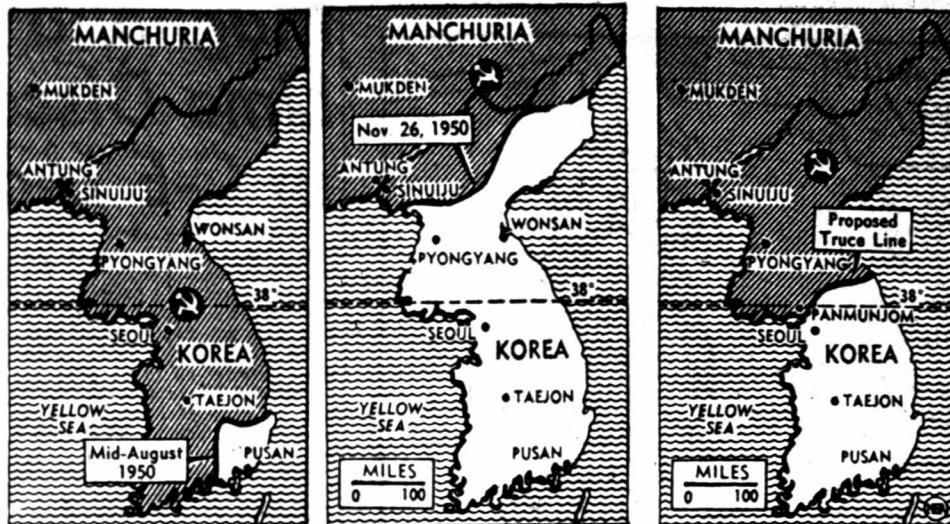 MANCHURIA
MUKDEN
ANTUNG
SINUIJU
WONSAN
PYONGYANG
38°
SEOUL
KOREA
TAEJON
YELLOW
SEA
Mid-August
1950
PUSAN
MANCHURIA
MUKDEN
Nov. 26, 1950
ANTUNG
SINUIJU
WONSAN
PYONGYANG
38°
SEOUL
KOREA
TAEJON
YELLOW
SEA
PUSAN
MILES
0 100
MANCHURIA
MUKDEN
ANTUNG
SINUIJU
Proposed
Truce Line
PYONGYANG
38°
PANMUNJOM
SEOUL
KOREA
TAEJON
YELLOW
SEA
PUSAN
MILES
0 100